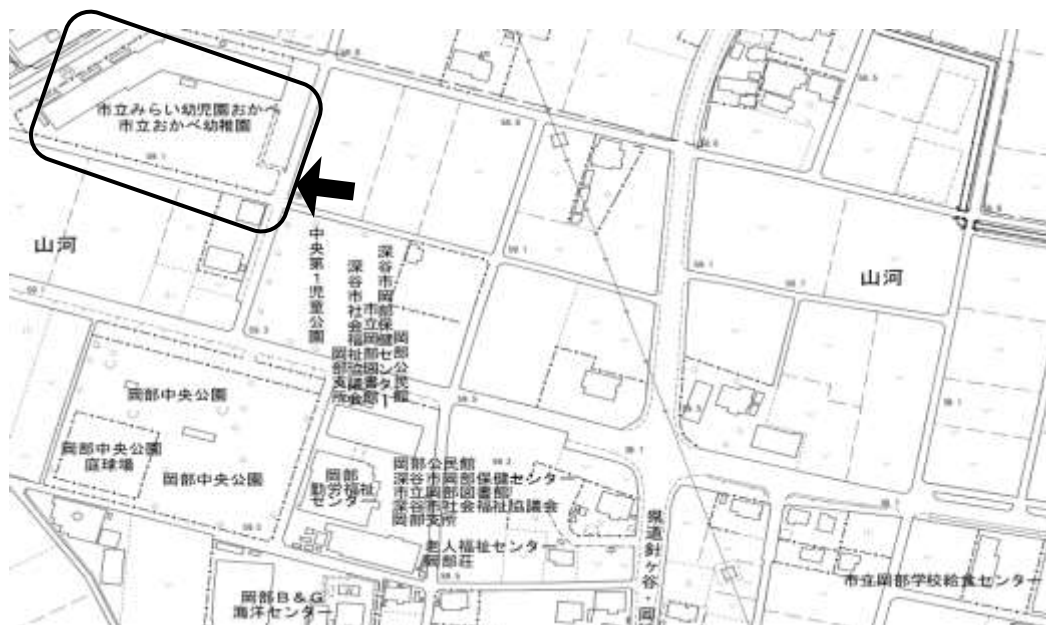 市立みらい幼児園おかべ
市立おかべ幼稚園
山河
中央第1児童公園
深谷市社会福祉協議会
岡部支所
市立岡部図書館
深谷市岡部保健センター
岡部公民館
山河
岡部中央公園
岡部中央公園
庭球場
岡部中央公園
岡部
勤労福祉
センター
岡部公民館
深谷市岡部保健センター
市立岡部図書館
深谷市社会福祉協議会
岡部支所
老人福祉センター
岡部荘
岡部B&G
海洋センター
県道針ヶ谷・岡
市立岡部学校給食センター